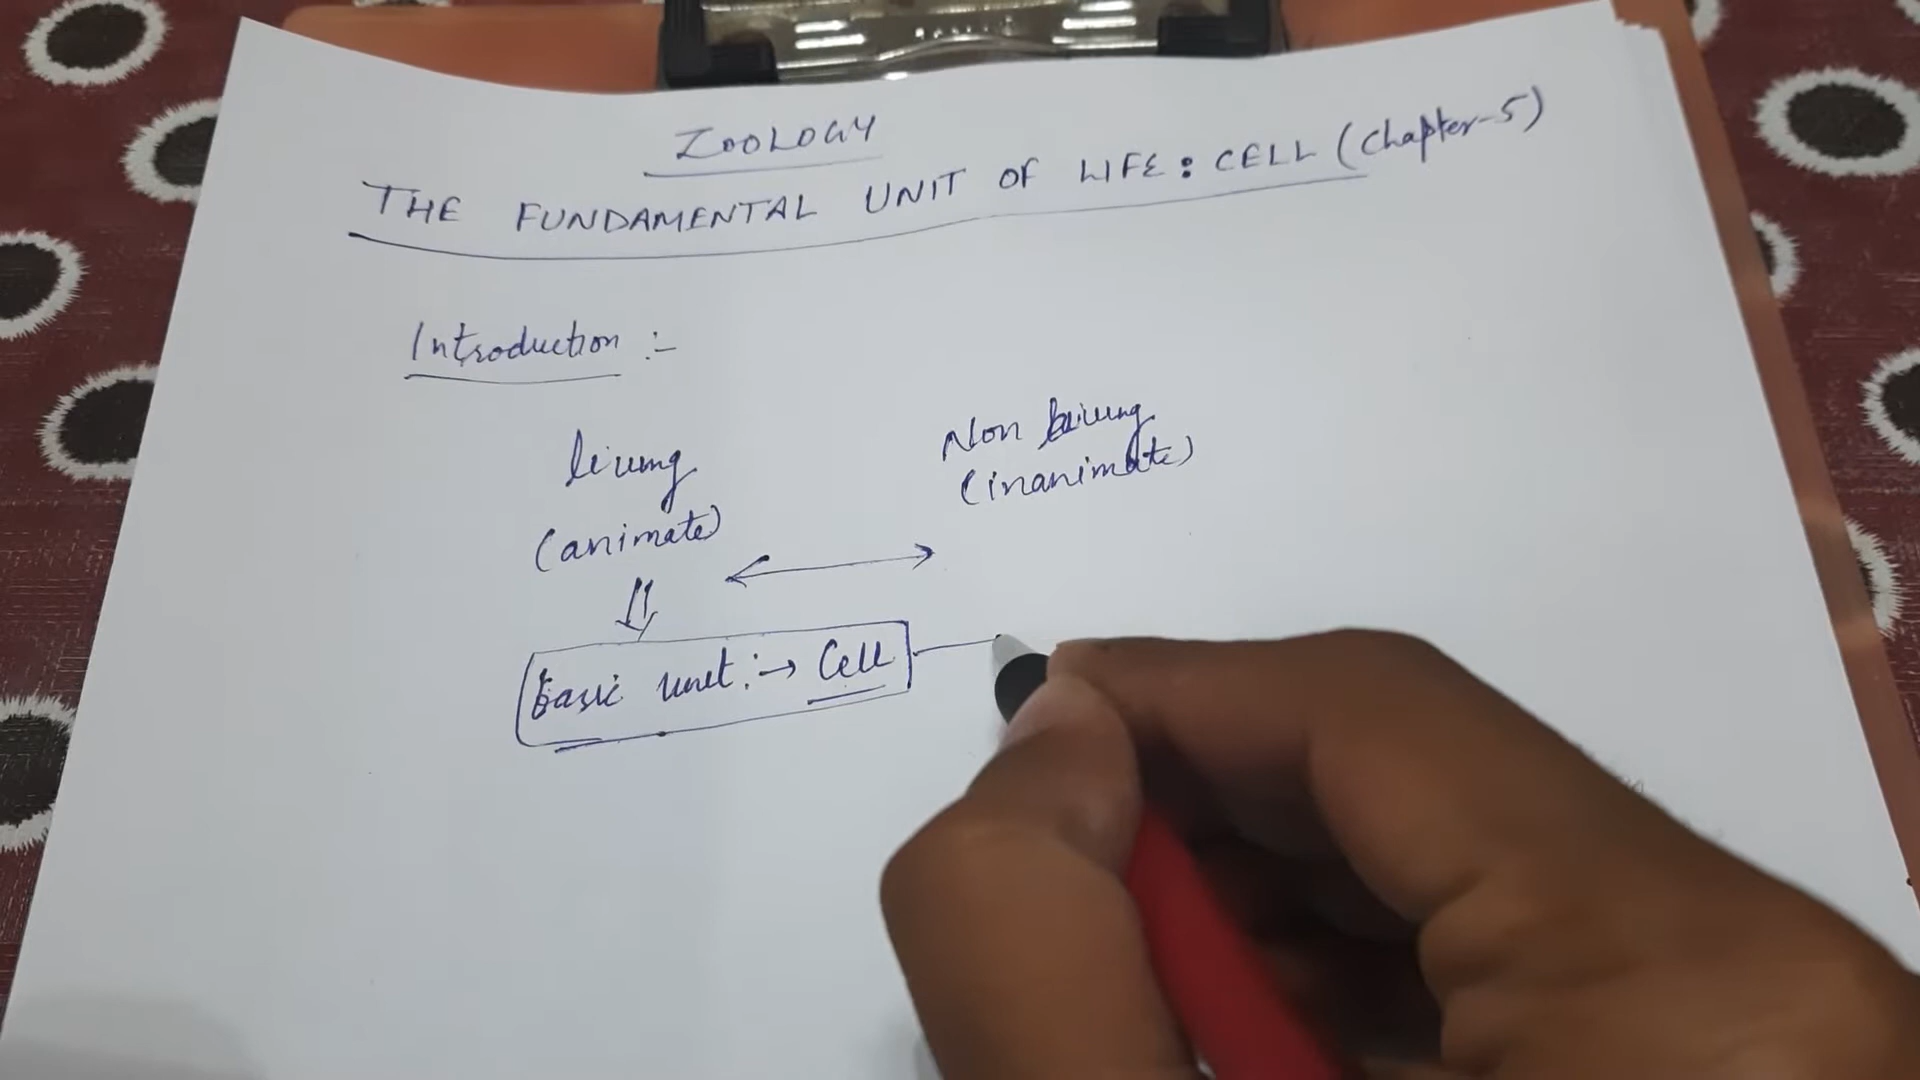 ZOOLOGY
THE FUNDAMENTAL UNIT OF LIFE: CELL (Chapter-5)
Introduction :-
living
Non living
(animate)
(inanimate)
Basic unit :→ Cell